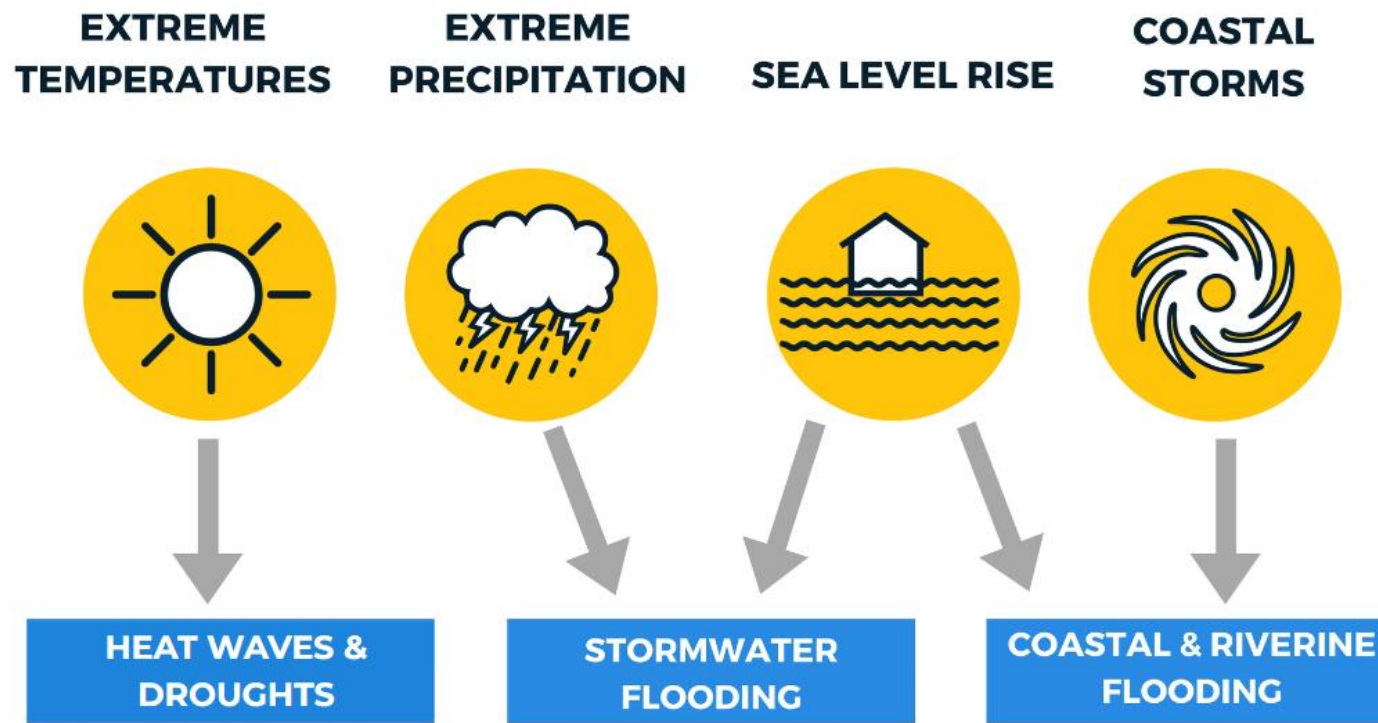 EXTREME
TEMPERATURES
EXTREME
PRECIPITATION
SEA LEVEL RISE
COASTAL
STORMS
HEAT WAVES &
DROUGHTS
STORMWATER
FLOODING
COASTAL & RIVERINE
FLOODING